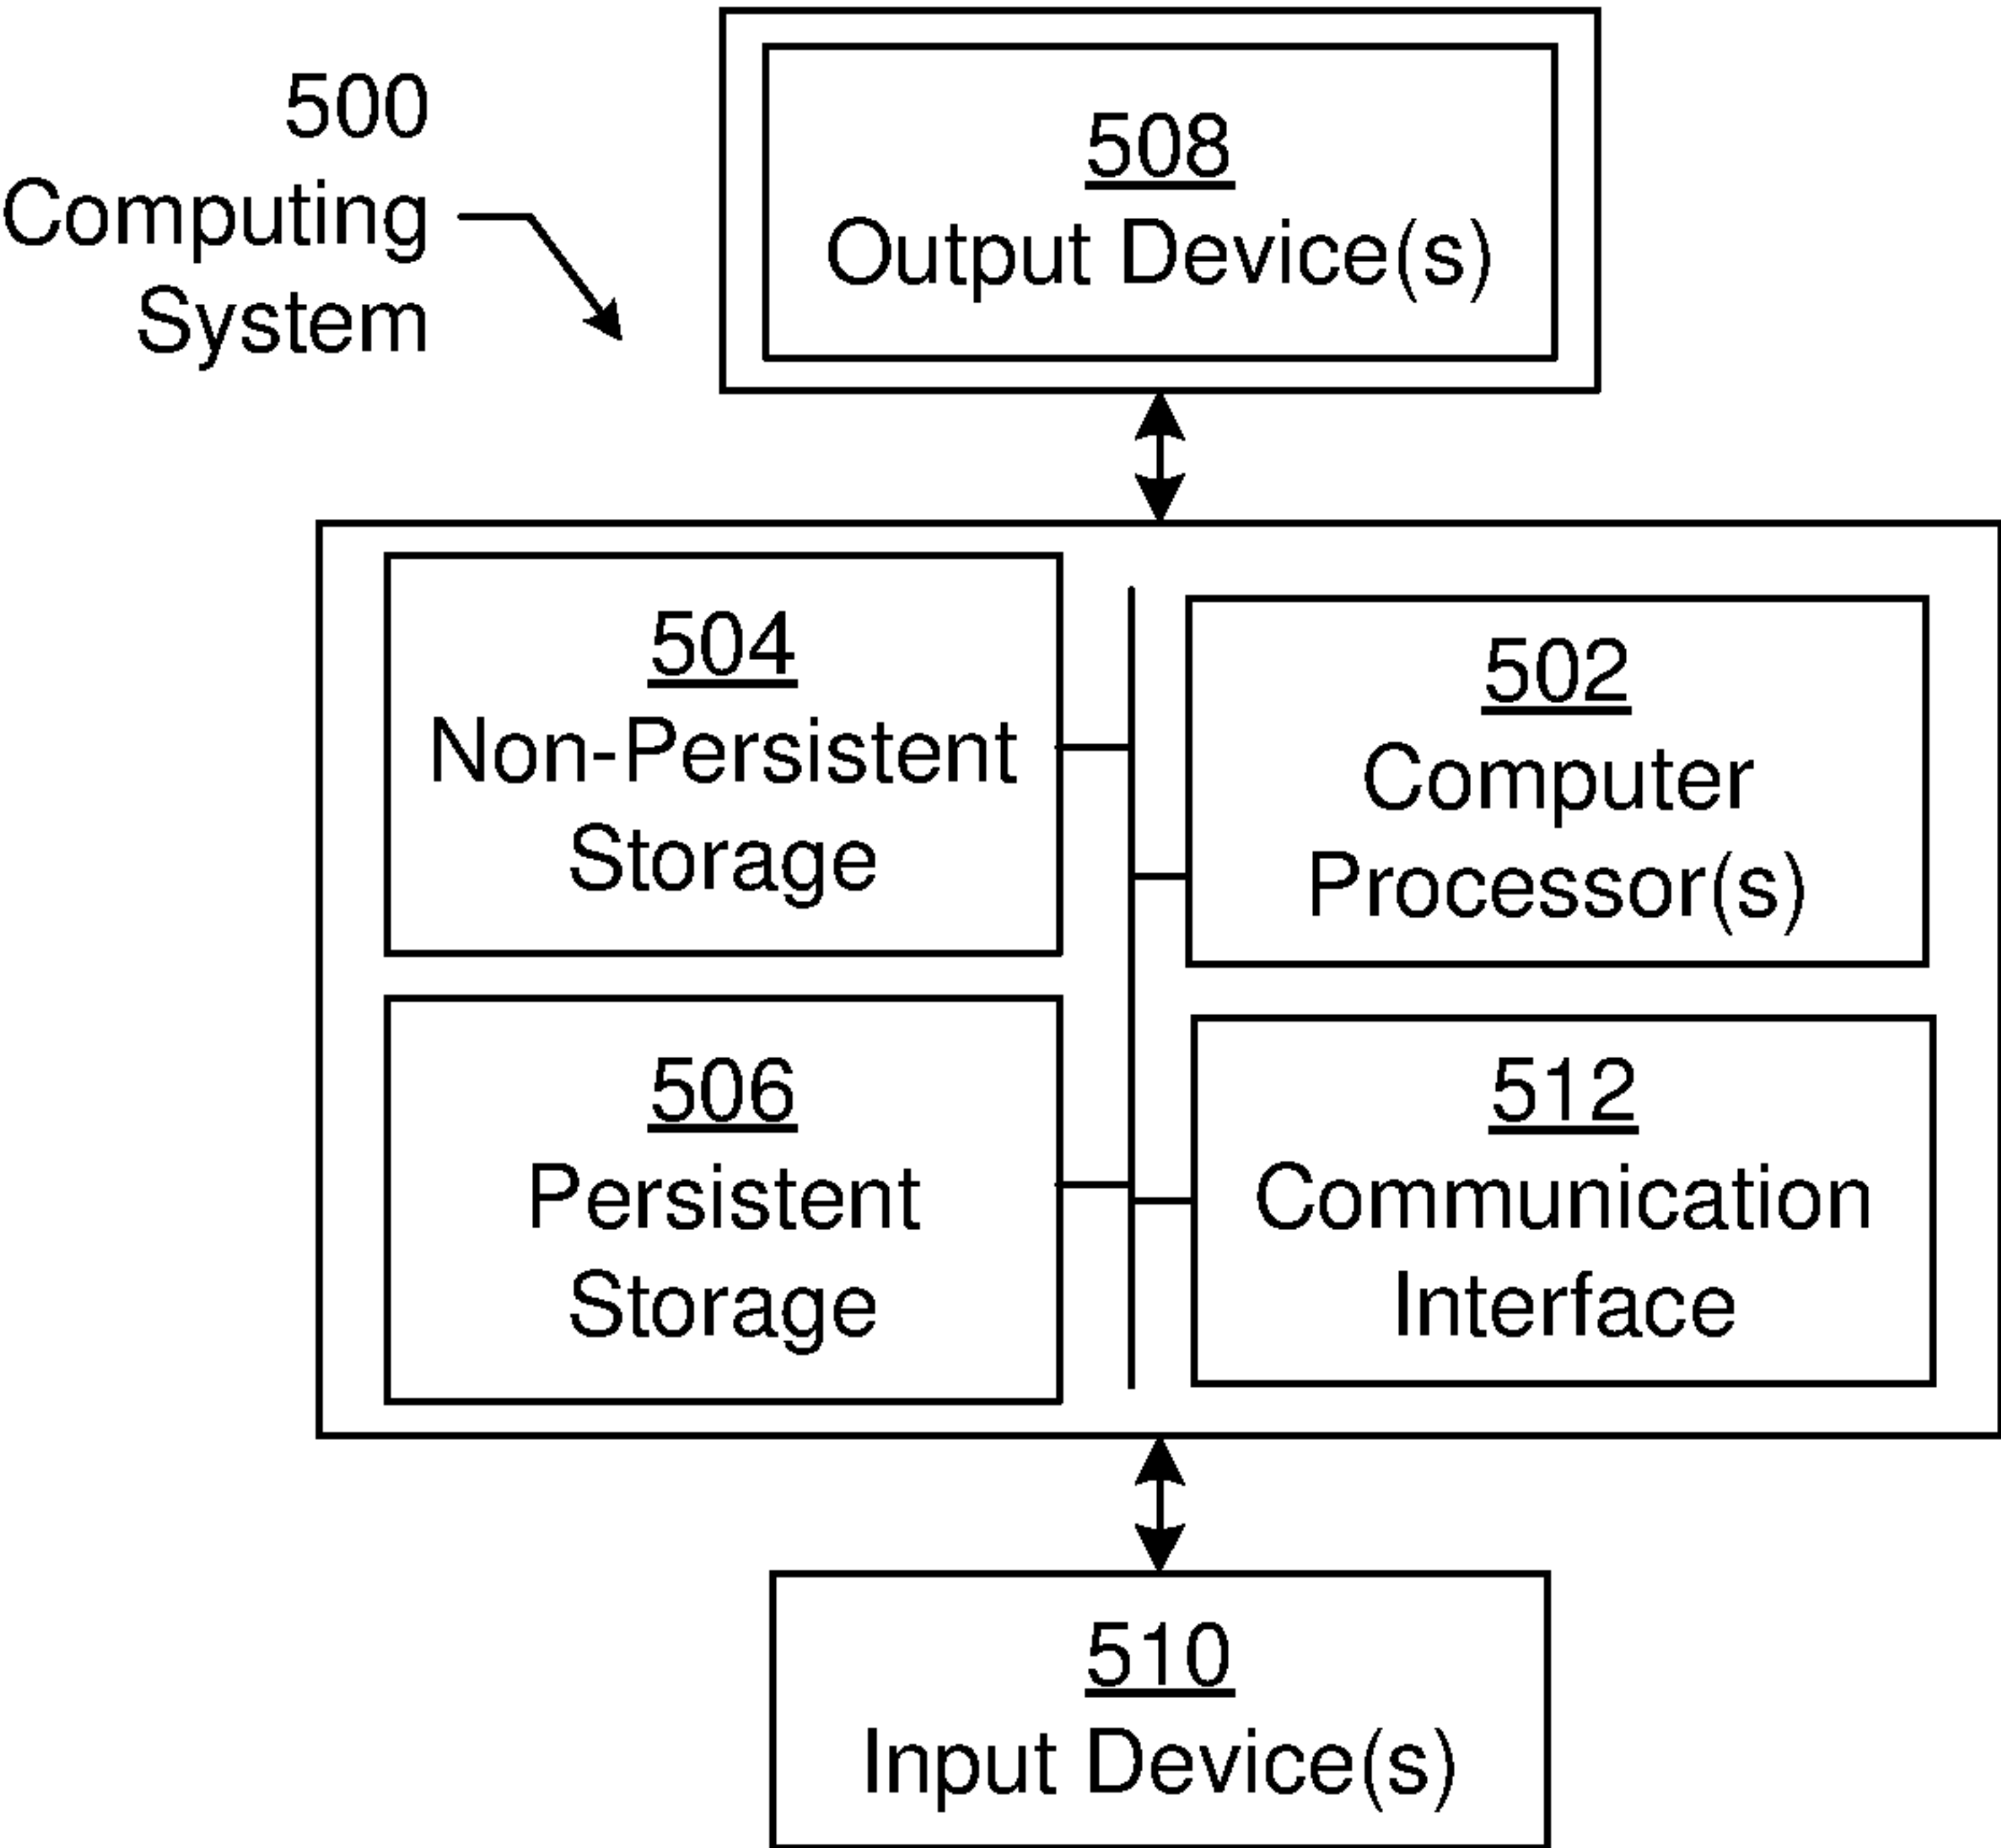 500
Computing
System
508
Output Device(s)
504
Non-Persistent
Storage
502
Computer
Processor(s)
506
Persistent
Storage
512
Communication
Interface
510
Input Device(s)